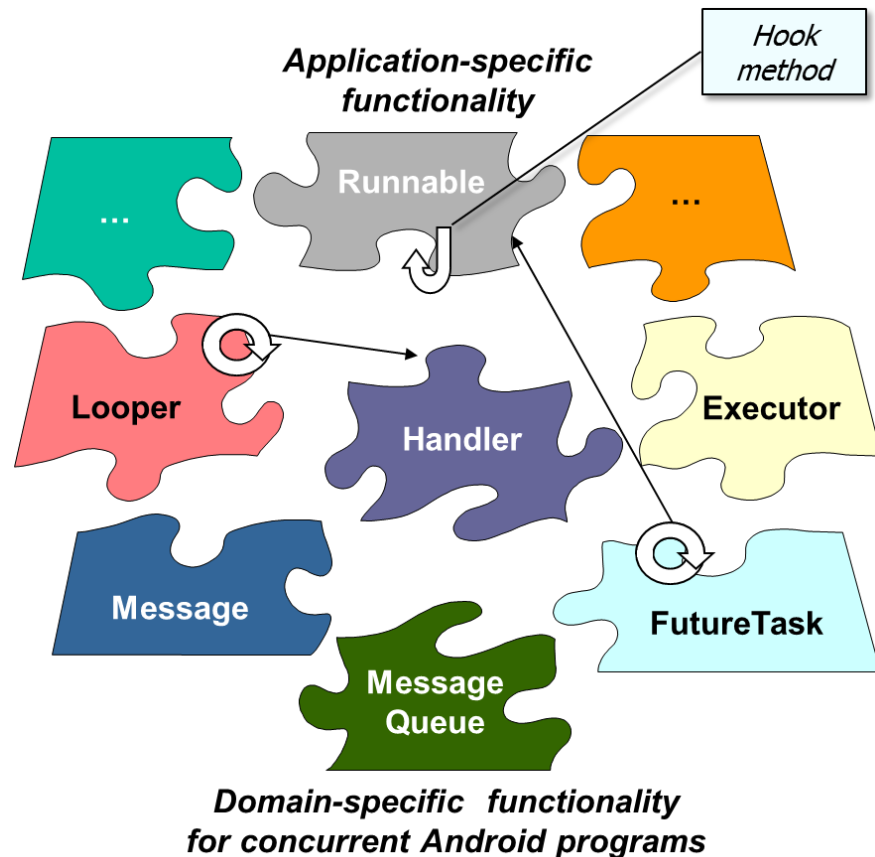 Hook
method
Application-specific
functionality
...
Runnable
...
Looper
Handler
Executor
Message
FutureTask
Message
Queue
Domain-specific functionality
for concurrent Android programs